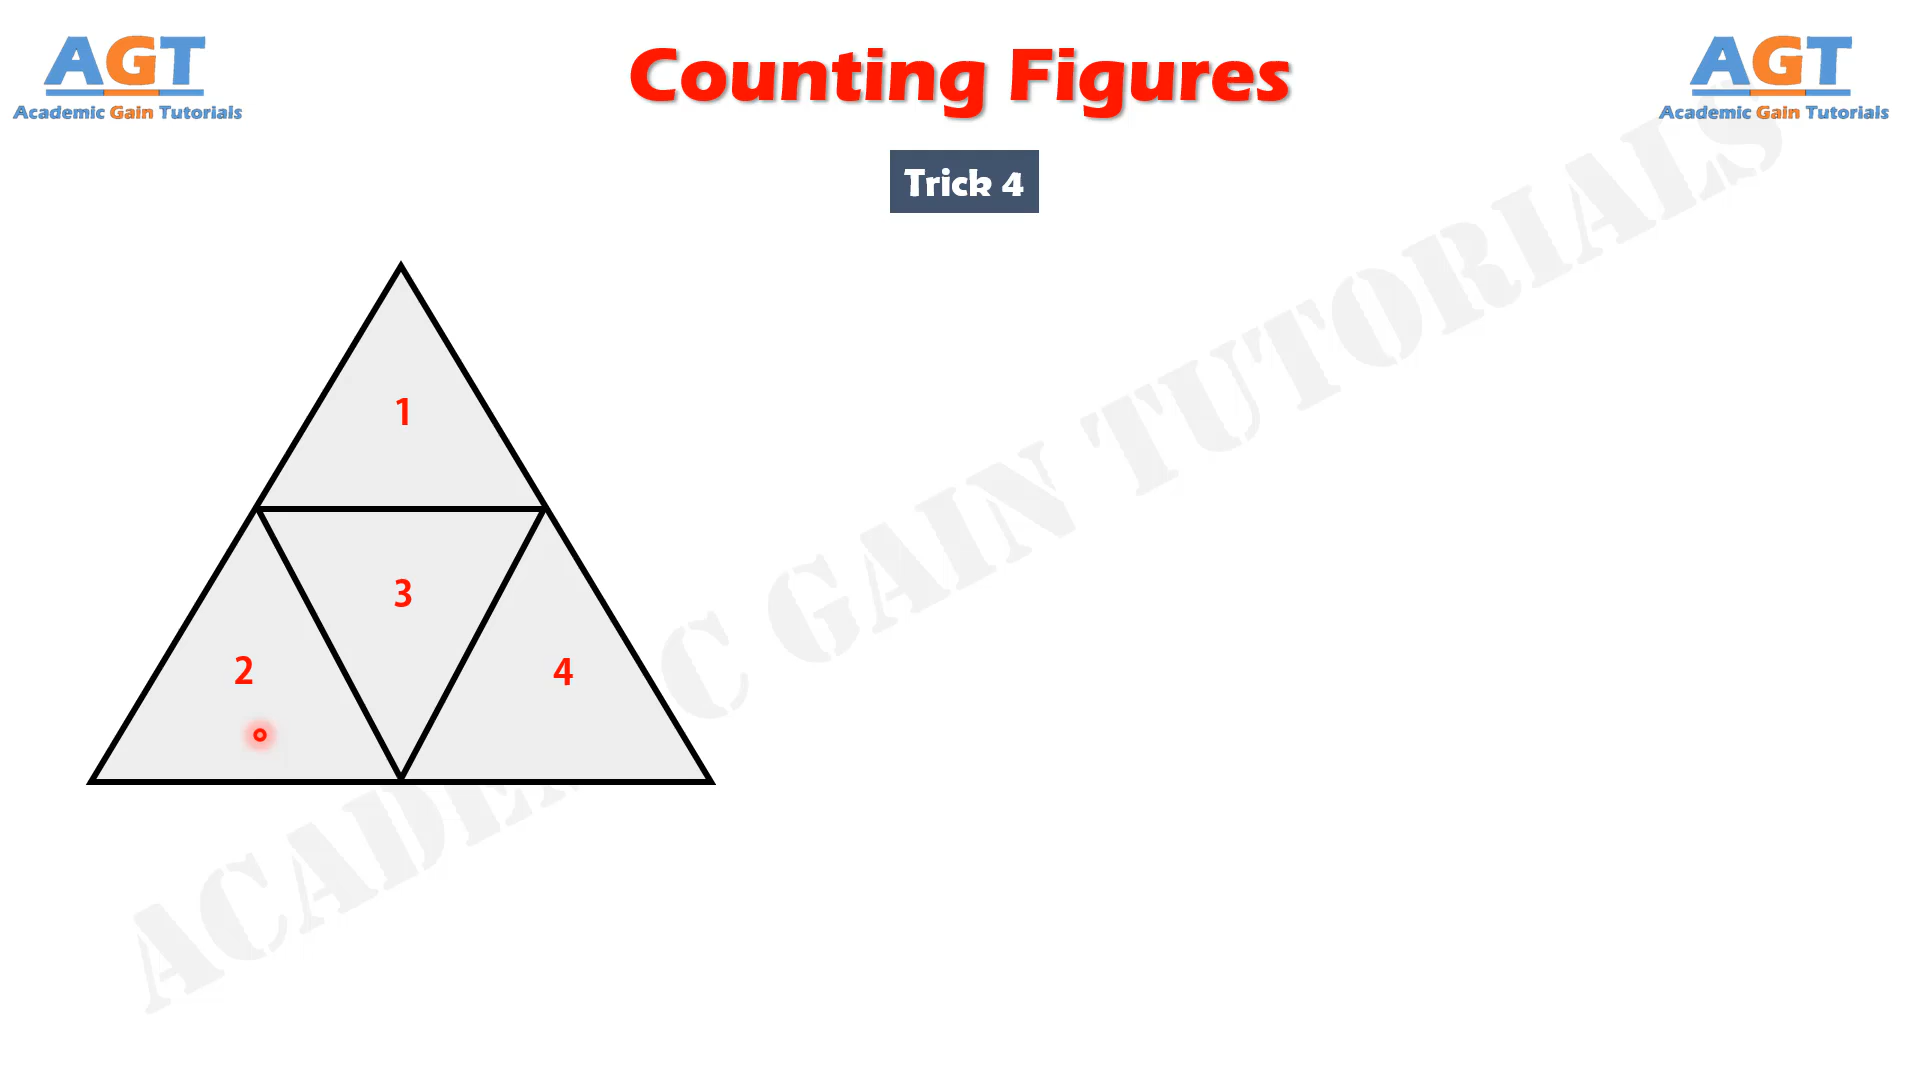 AGT
Academic Gain Tutorials
Counting Figures
AGT
Academic Gain Tutorials
Trick 4
1
3
2
4
ACADEMIC GAIN TUTORIALS